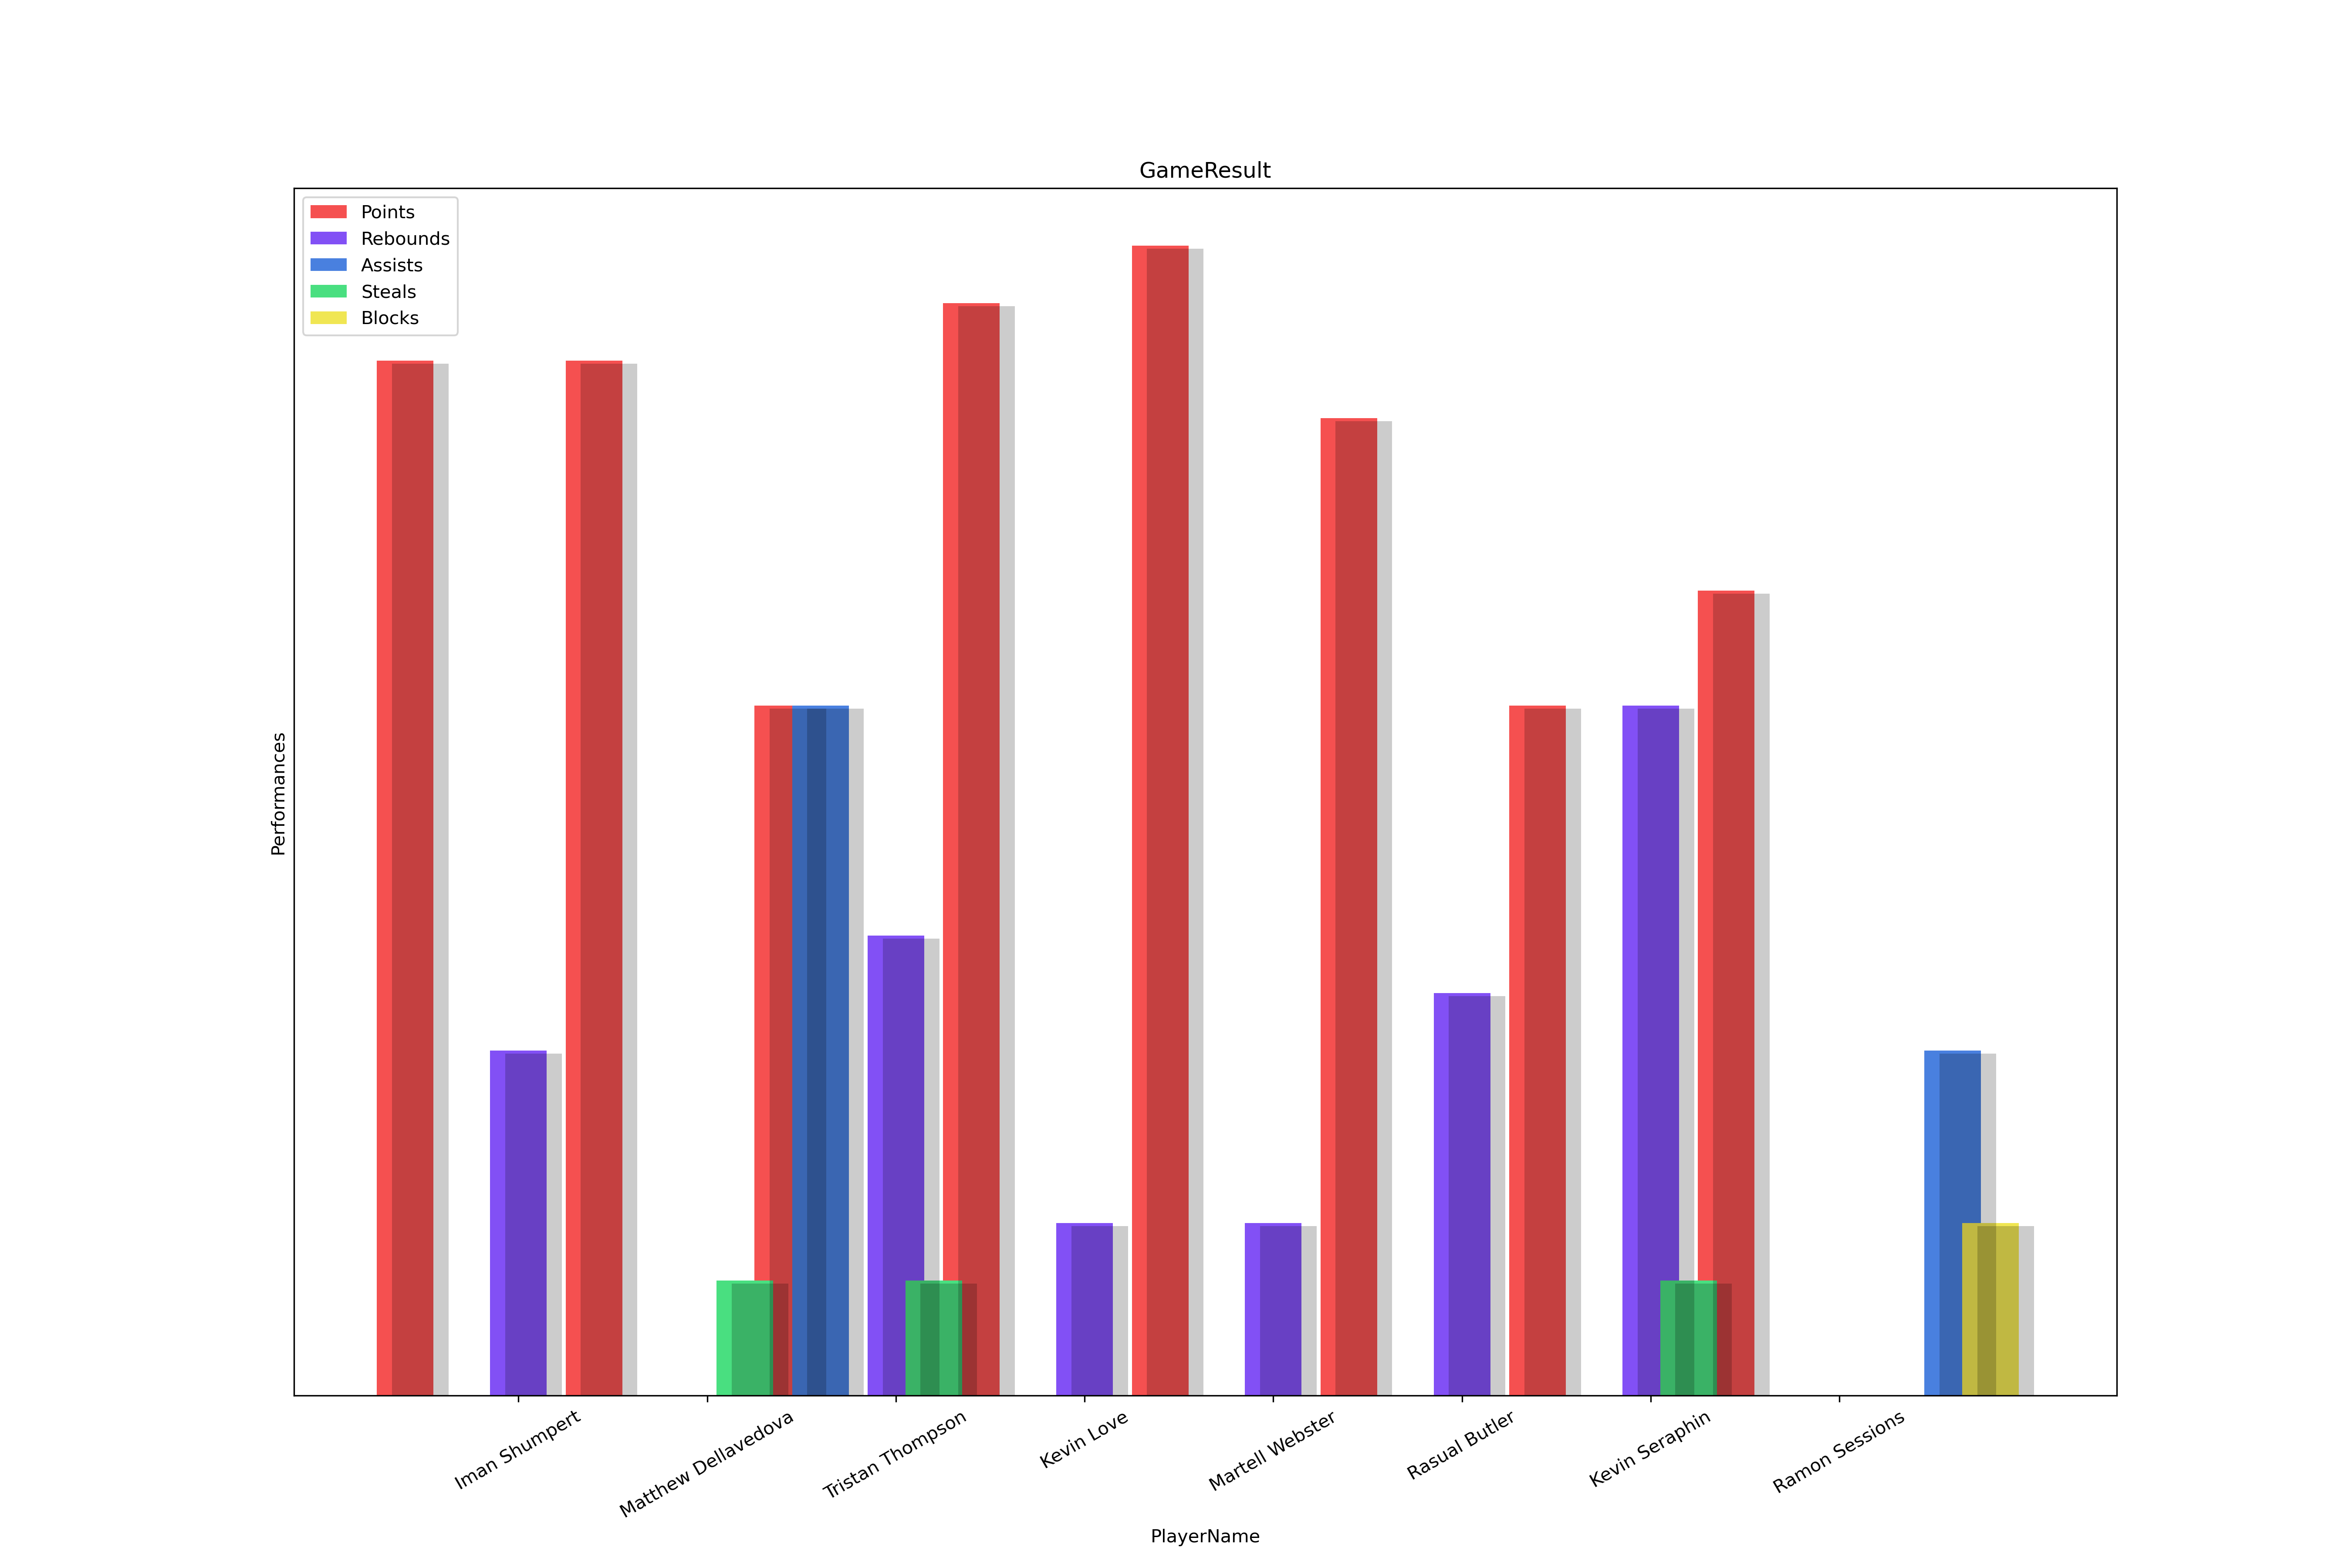 GameResult
Points
Rebounds
Assists
Steals
Blocks
Performances
Iman Shumpert
Matthew Dellavedova
Tristan Thompson
Kevin Love
Martell Webster
Rasual Butler
Kevin Seraphin
Ramon Sessions
PlayerName